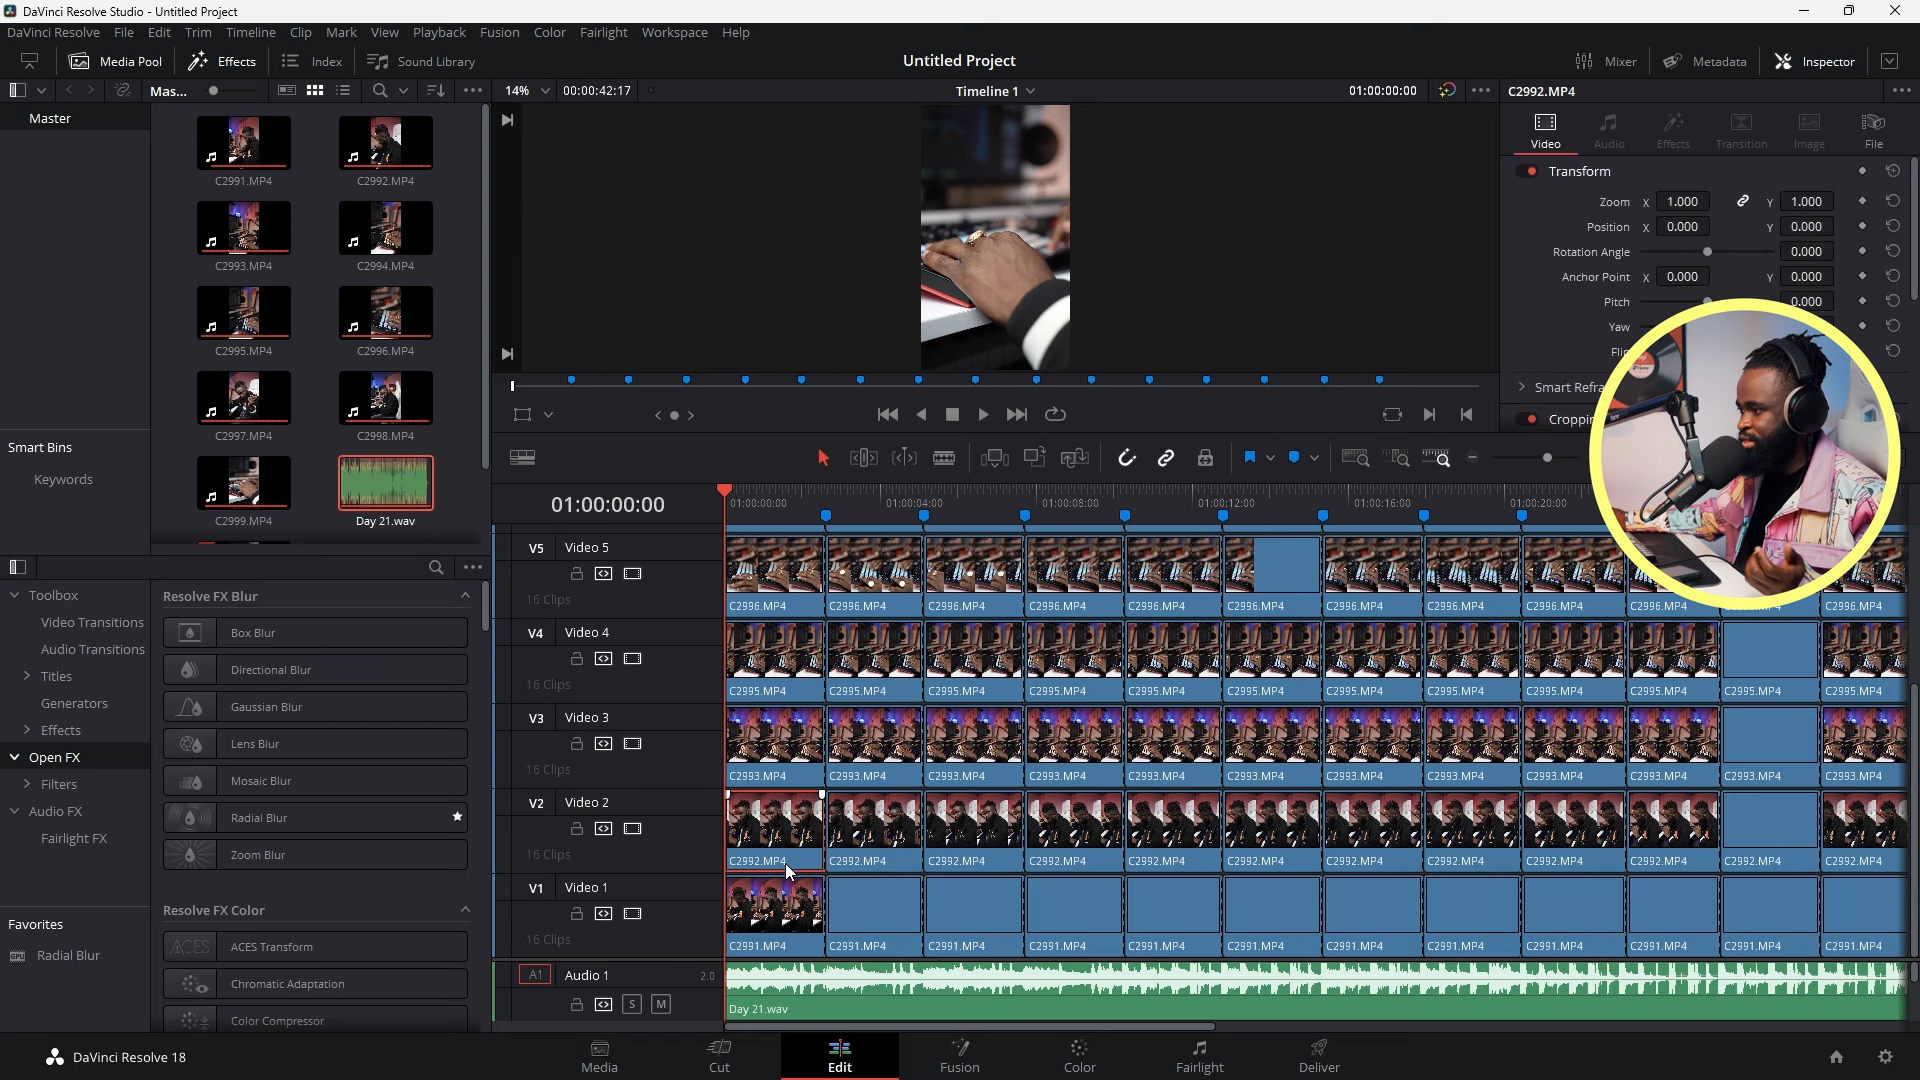 DaVinci Resolve Studio - Untitled Project
DaVinci Resolve File Edit Trim Timeline Clip Mark View Playback Fusion Color Fairlight Workspace Help
Media Pool Effects Index Sound Library Untitled Project Mixer Metadata Inspector
Mas... 14% 00:00:42:17 Timeline 1 01:00:00:00 C2992.MP4
Master
Video Audio Effects Transition Image File
Transform
Zoom X 1.000 Y 1.000
Position X 0.000 Y 0.000
Rotation Angle 0.000
Anchor Point X 0.000 Y 0.000
Pitch 0.000
Yaw
Flip
Smart Refra
Croppin
C2991.MP4 C2992.MP4
C2993.MP4 C2994.MP4
C2995.MP4 C2996.MP4
C2997.MP4 C2998.MP4
C2999.MP4 Day 21.wav
Smart Bins
Keywords
01:00:00:00
01:00:00:00 01:00:04:00 01:00:08:00 01:00:12:00 01:00:16:00 01:00:20:00
V5 Video 5
16 Clips
C2996.MP4 C2996.MP4 C2996.MP4 C2996.MP4 C2996.MP4 C2996.MP4 C2996.MP4 C2996.MP4 C2996.MP4 C2996.MP4
V4 Video 4
16 Clips
C2995.MP4 C2995.MP4 C2995.MP4 C2995.MP4 C2995.MP4 C2995.MP4 C2995.MP4 C2995.MP4 C2995.MP4 C2995.MP4 C2995.MP4 C2995.MP4
V3 Video 3
16 Clips
C2993.MP4 C2993.MP4 C2993.MP4 C2993.MP4 C2993.MP4 C2993.MP4 C2993.MP4 C2993.MP4 C2993.MP4 C2993.MP4 C2993.MP4 C2993.MP4
V2 Video 2
16 Clips
C2992.MP4 C2992.MP4 C2992.MP4 C2992.MP4 C2992.MP4 C2992.MP4 C2992.MP4 C2992.MP4 C2992.MP4 C2992.MP4 C2992.MP4 C2992.MP4
V1 Video 1
16 Clips
C2991.MP4 C2991.MP4 C2991.MP4 C2991.MP4 C2991.MP4 C2991.MP4 C2991.MP4 C2991.MP4 C2991.MP4 C2991.MP4 C2991.MP4 C2991.MP4
A1 Audio 1 2.0
S M
Day 21.wav
Toolbox
Video Transitions
Audio Transitions
Titles
Generators
Effects
Open FX
Filters
Audio FX
Fairlight FX
Favorites
Radial Blur
Resolve FX Blur
Box Blur
Directional Blur
Gaussian Blur
Lens Blur
Mosaic Blur
Radial Blur
Zoom Blur
Resolve FX Color
ACES ACES Transform
Chromatic Adaptation
Color Compressor
DaVinci Resolve 18
Media Cut Edit Fusion Color Fairlight Deliver